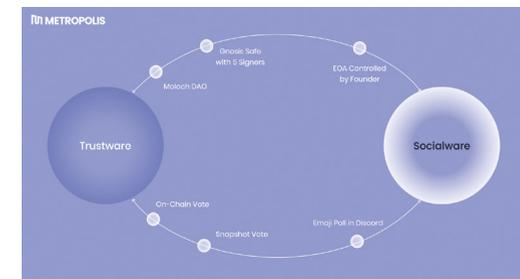 METROPOLIS
Gnosis Safe
with 5 Signers
EOA Controlled
by Founder
Moloch DAO
Trustware
Socialware
On-Chain Vote
Snapshot Vote
Emoji Poll in Discord